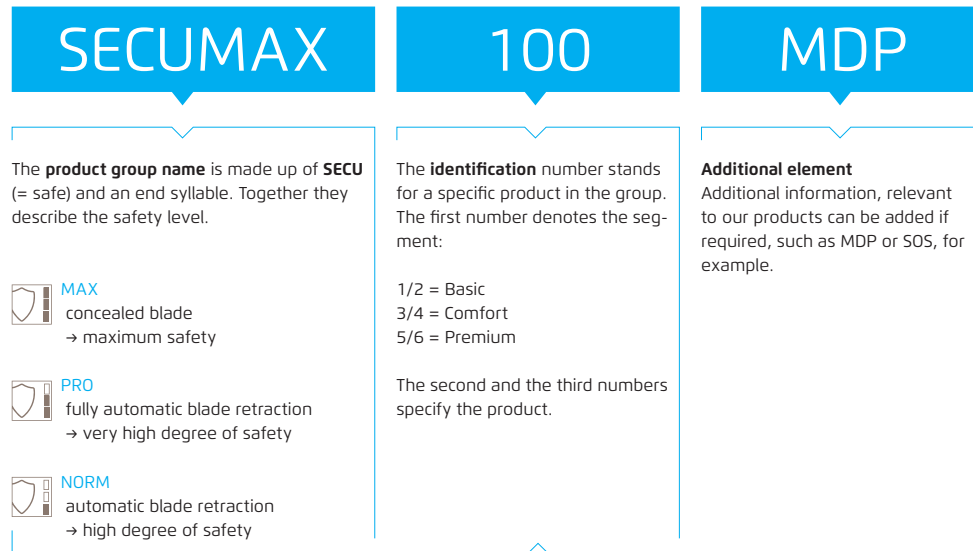 SECUMAX
The product group name is made up of SECU
(= safe) and an end syllable. Together they
describe the safety level.
MAX
concealed blade
→ maximum safety
PRO
fully automatic blade retraction
→ very high degree of safety
NORM
automatic blade retraction
→ high degree of safety
100
The identification number stands
for a specific product in the group.
The first number denotes the seg-
ment:
1/2 = Basic
3/4 = Comfort
5/6 = Premium
The second and the third numbers
specify the product.
MDP
Additional element
Additional information, relevant
to our products can be added if
required, such as MDP or SOS, for
example.